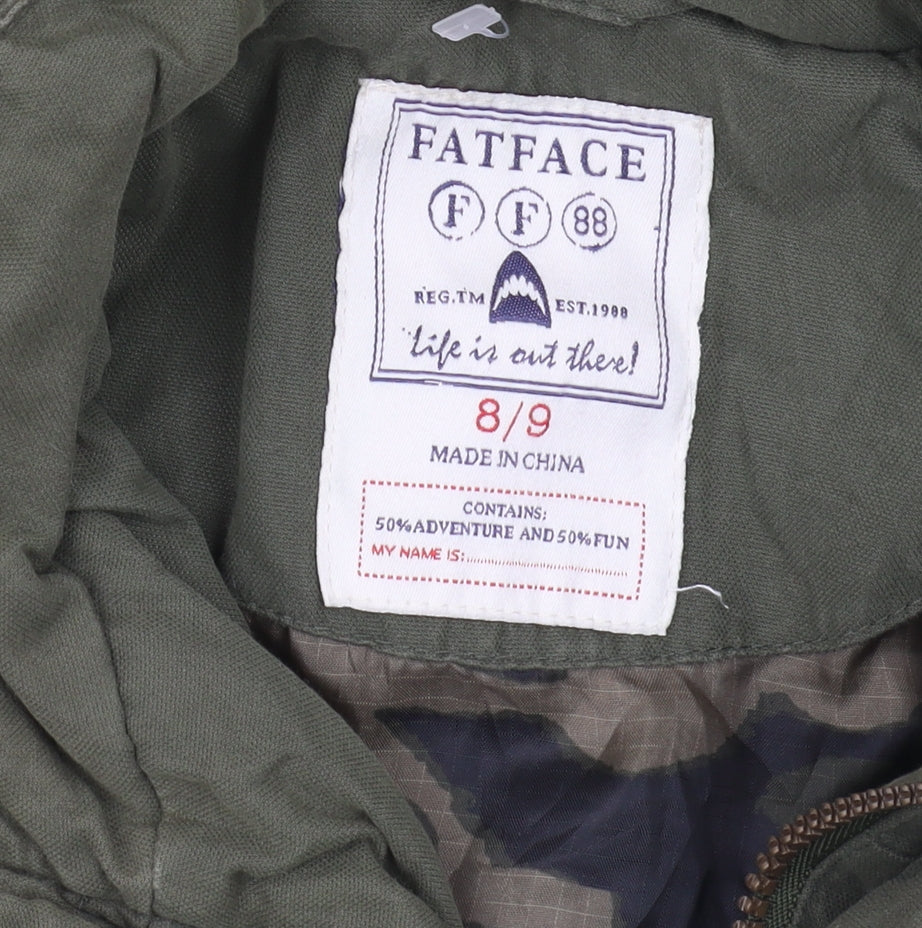 FATFACE
F F 88
REG.TM EST.1988
Life is out there!
8/9
MADE IN CHINA
CONTAINS:
50% ADVENTURE AND 50% FUN
MY NAME IS: